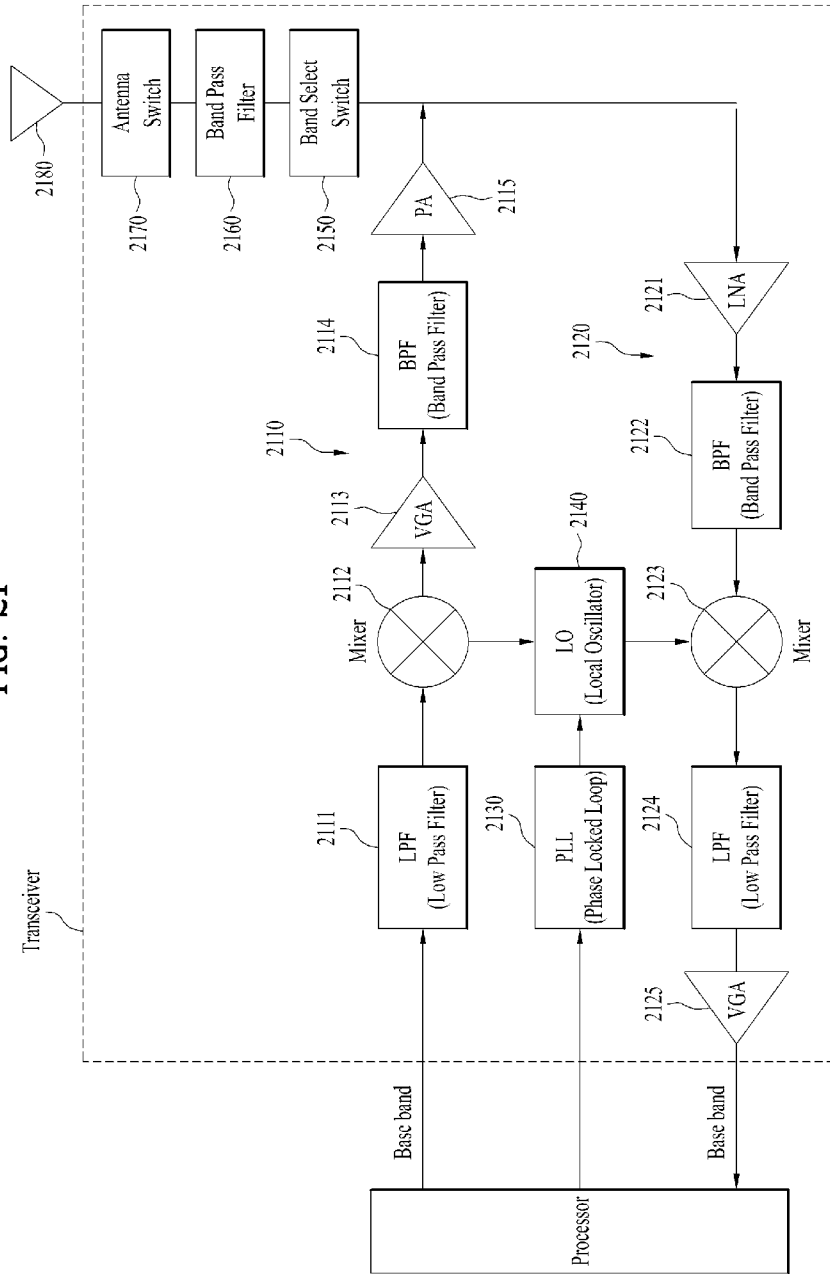 FIG. 21
Transceiver
2180
Antenna
Switch
2170
Band Pass
Filter
2160
Band Select
Switch
2150
PA
2115
2114
BPF
(Band Pass Filter)
2110
2113
VGA
2112
Mixer
2111
LPF
(Low Pass Filter)
Base band
2121
LNA
2120
2122
BPF
(Band Pass Filter)
2140
LO
(Local Oscillator)
2130
PLL
(Phase Locked Loop)
2123
Mixer
2124
LPF
(Low Pass Filter)
2125
VGA
Base band
Processor